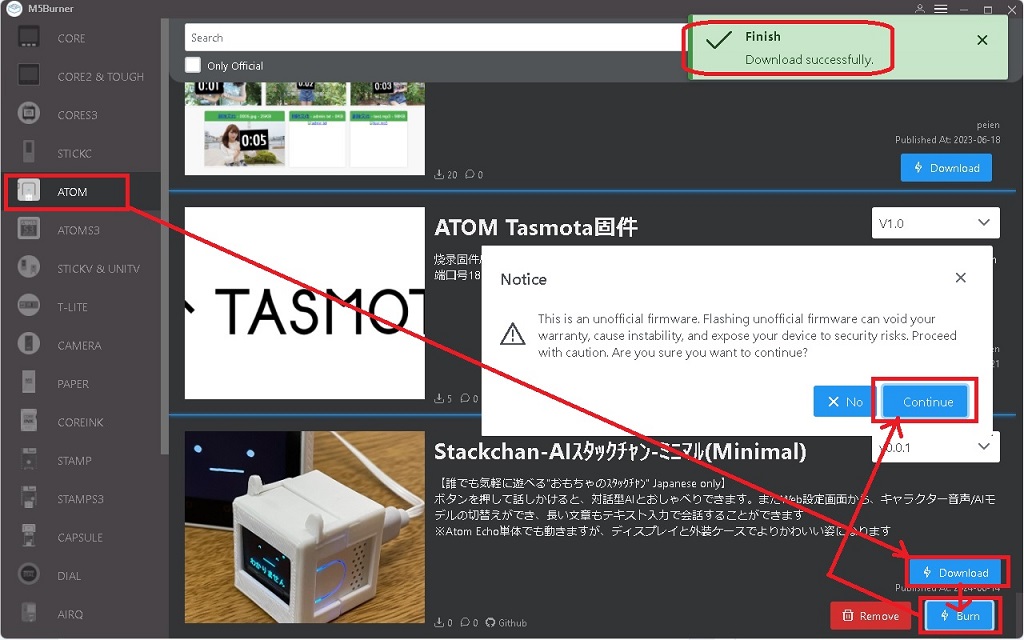 M5Burner
CORE
CORE2 & TOUGH
CORES3
STICKC
ATOM
ATOMS3
STICKV & UNITV
T-LITE
CAMERA
PAPER
COREINK
STAMP
STAMPS3
CAPSULE
DIAL
AIRQ
Search
Only Official
Finish
Download successfully.
0:01
0:02
0:03
0:05
peien
Published At: 2023-06-18
20 0
Download
ATOM Tasmota固件
V1.0
烧录固件
端口号18
TASMOT
5 0
Notice
This is an unofficial firmware. Flashing unofficial firmware can void your
warranty, cause instability, and expose your device to security risks. Proceed
with caution. Are you sure you want to continue?
No
Continue
Stackchan-AIｽﾀｯｸﾁｬﾝ-ﾐﾆﾏﾙ(Minimal)
v0.0.1
【誰でも気軽に遊べる"おもちゃのｽﾀｯｸﾁｬﾝ" Japanese only】
ボタンを押して話しかけると、対話型AIとおしゃべりできます。またWeb設定画面から、キャラクター音声/AIモ
デルの切替えができ、長い文章もテキスト入力で会話することができます
※Atom Echo単体でも動きますが、ディスプレイと外装ケースでよりかわいい姿になります
わかりません
Download
Published At: 2024-06-14
0 0 Github
Remove
Burn